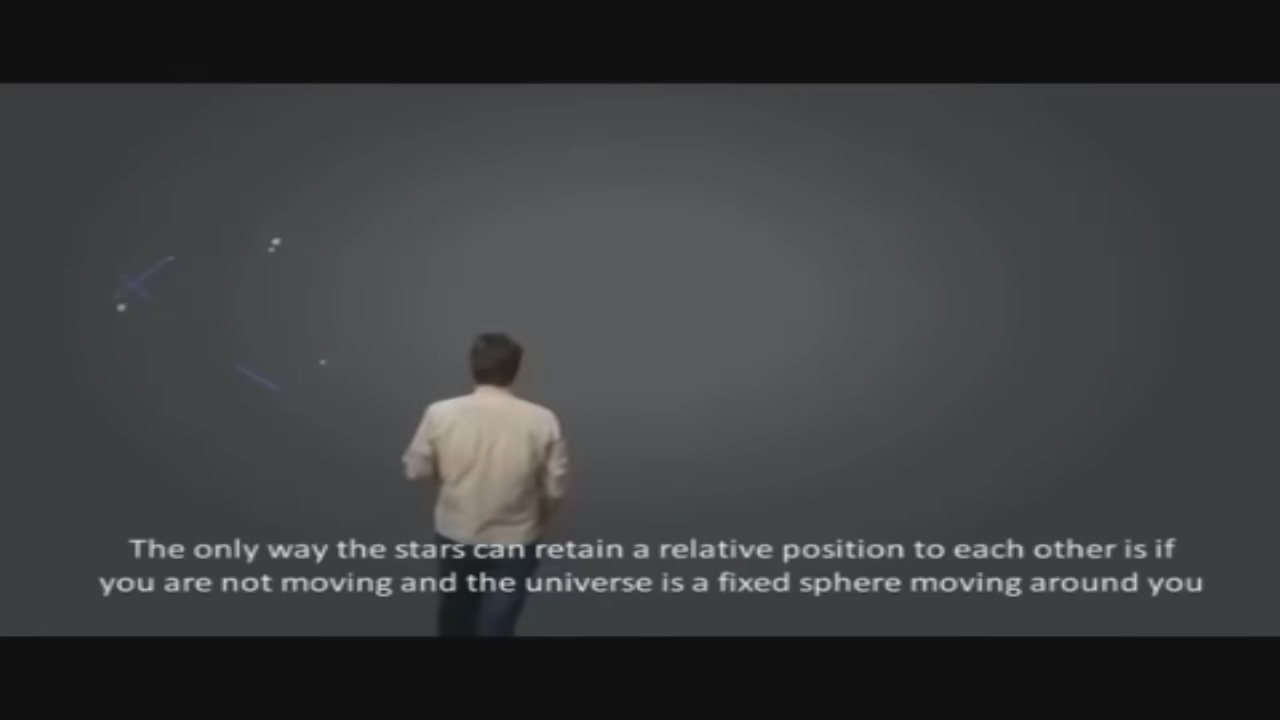 The only way the stars can retain a relative position to each other is if
you are not moving and the universe is a fixed sphere moving around you